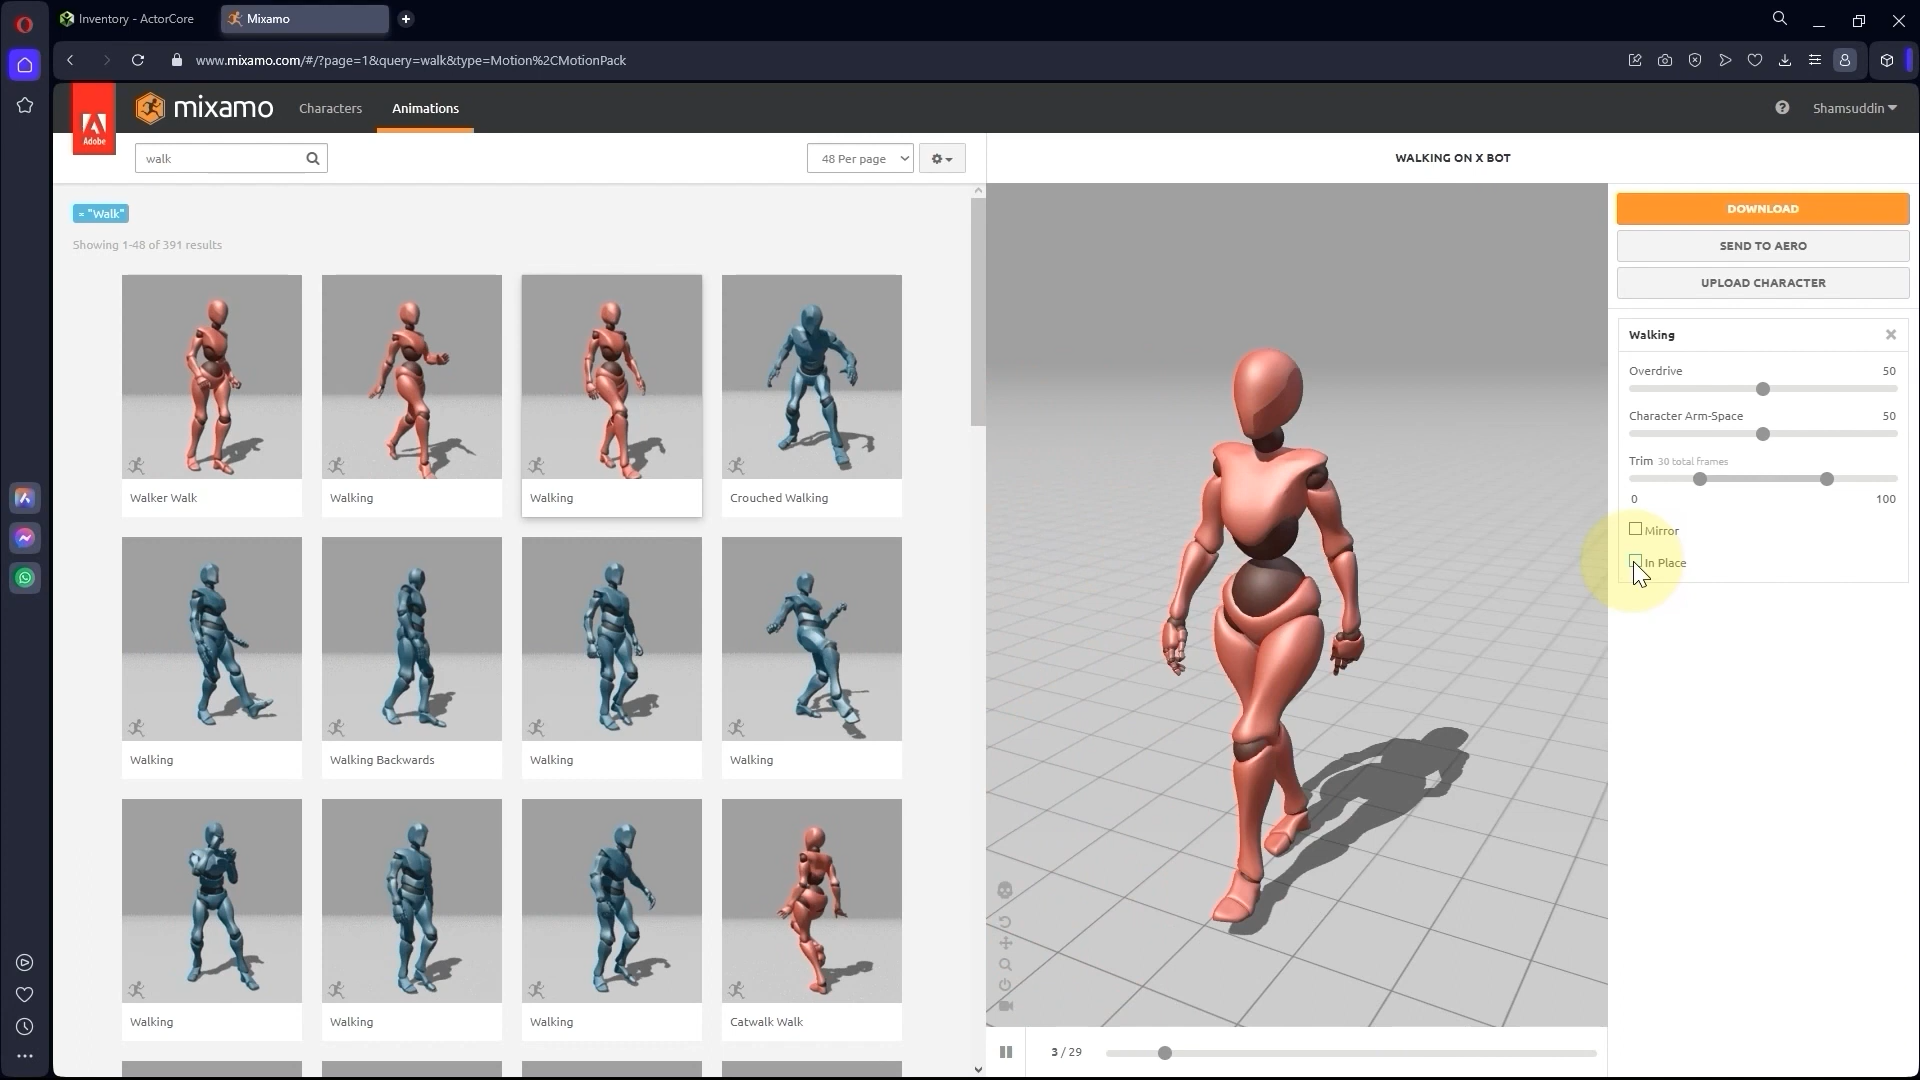 Inventory - ActorCore
Mixamo
www.mixamo.com/#/?page=1&query=walk&type=Motion%2CMotionPack
Adobe
mixamo
Characters
Animations
Shamsuddin
walk
48 Per page
WALKING ON X BOT
= "Walk"
Showing 1-48 of 391 results
DOWNLOAD
SEND TO AERO
UPLOAD CHARACTER
Walking
Overdrive 50
Character Arm-Space 50
Trim 30 total frames
0 100
Mirror
In Place
Walker Walk
Walking
Walking
Crouched Walking
Walking
Walking Backwards
Walking
Walking
Walking
Walking
Walking
Catwalk Walk
3 / 29